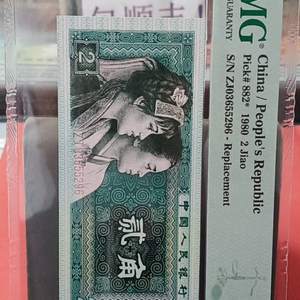 MG
GUARANTY
China / People's Republic
Pick# 882* 1980 2 Jiao
S/N ZJ03655296 - Replacement
2
ZJ03655296
中国人民银行
贰角